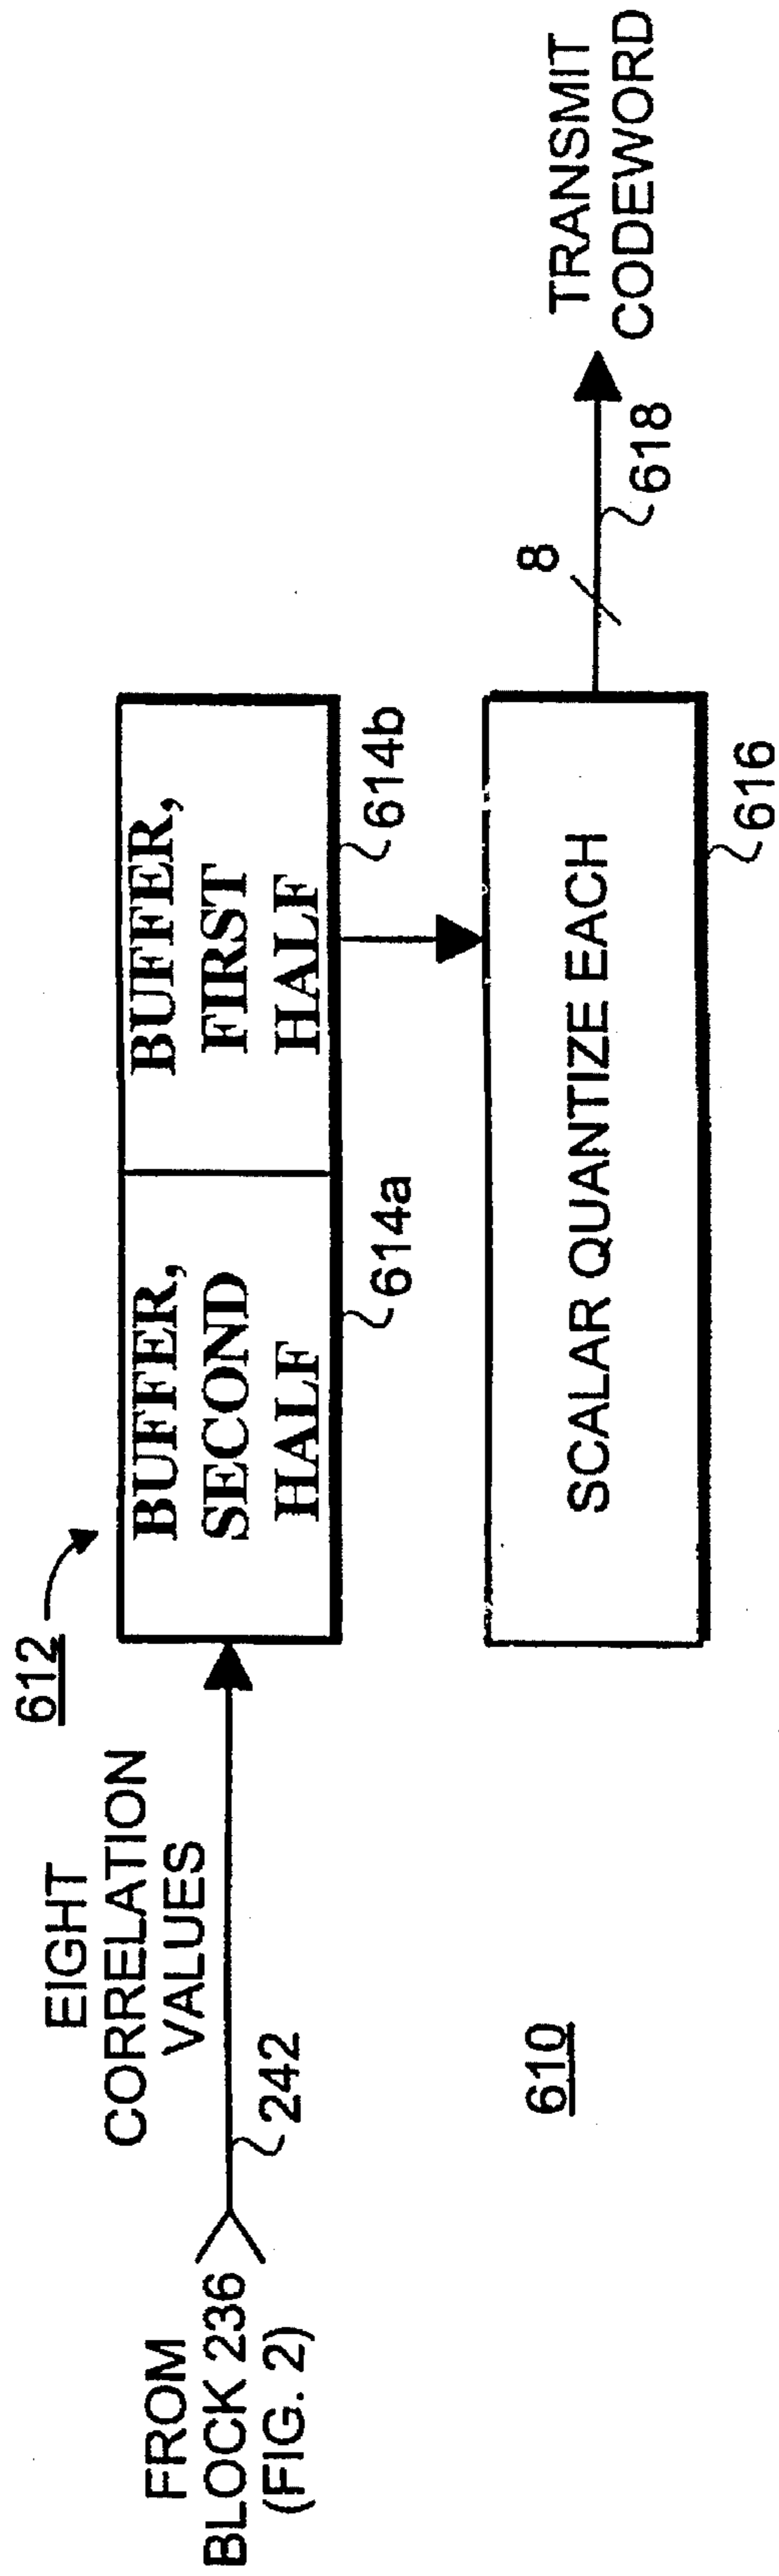 FROM
BLOCK 236
(FIG. 2)
242
EIGHT
CORRELATION
VALUES
612
BUFFER,
SECOND
HALF
614a
BUFFER,
FIRST
HALF
614b
SCALAR QUANTIZE EACH
616
8
618
TRANSMIT
CODEWORD
610